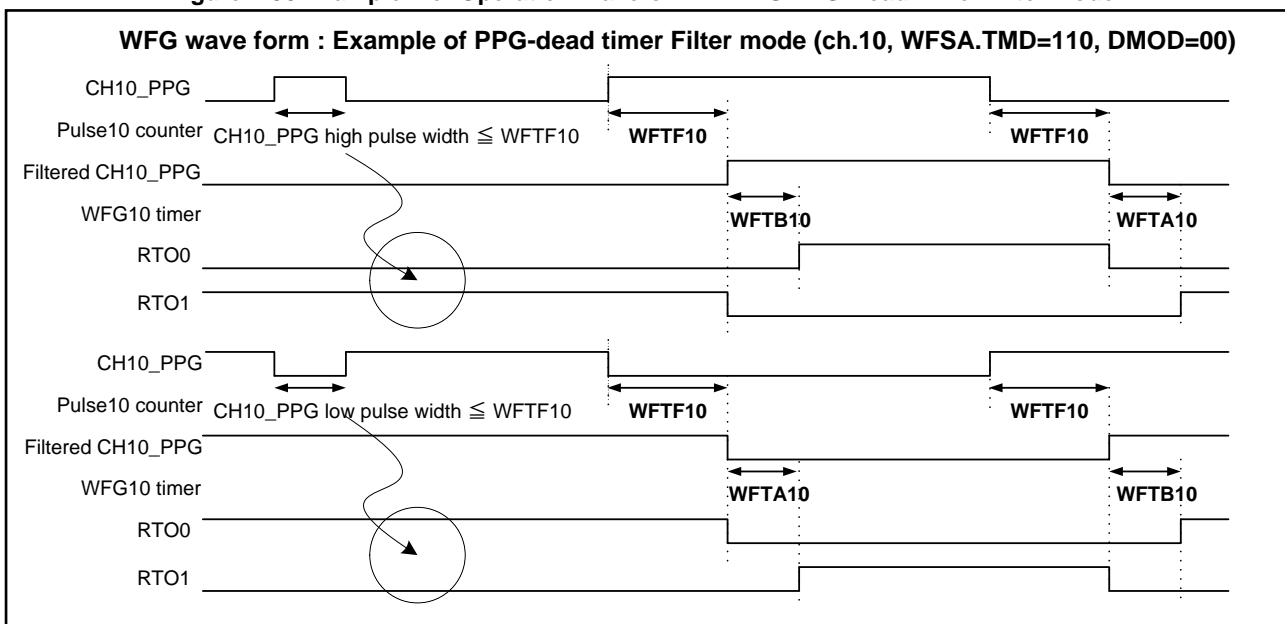 WFG wave form : Example of PPG-dead timer Filter mode (ch.10, WFSA.TMD=110, DMOD=00)
CH10_PPG
Pulse10 counter
CH10_PPG high pulse width ≦ WFTF10
WFTF10
WFTF10
Filtered CH10_PPG
WFG10 timer
WFTB10
WFTA10
RTO0
RTO1
CH10_PPG
Pulse10 counter
CH10_PPG low pulse width ≦ WFTF10
WFTF10
WFTF10
Filtered CH10_PPG
WFG10 timer
WFTA10
WFTB10
RTO0
RTO1